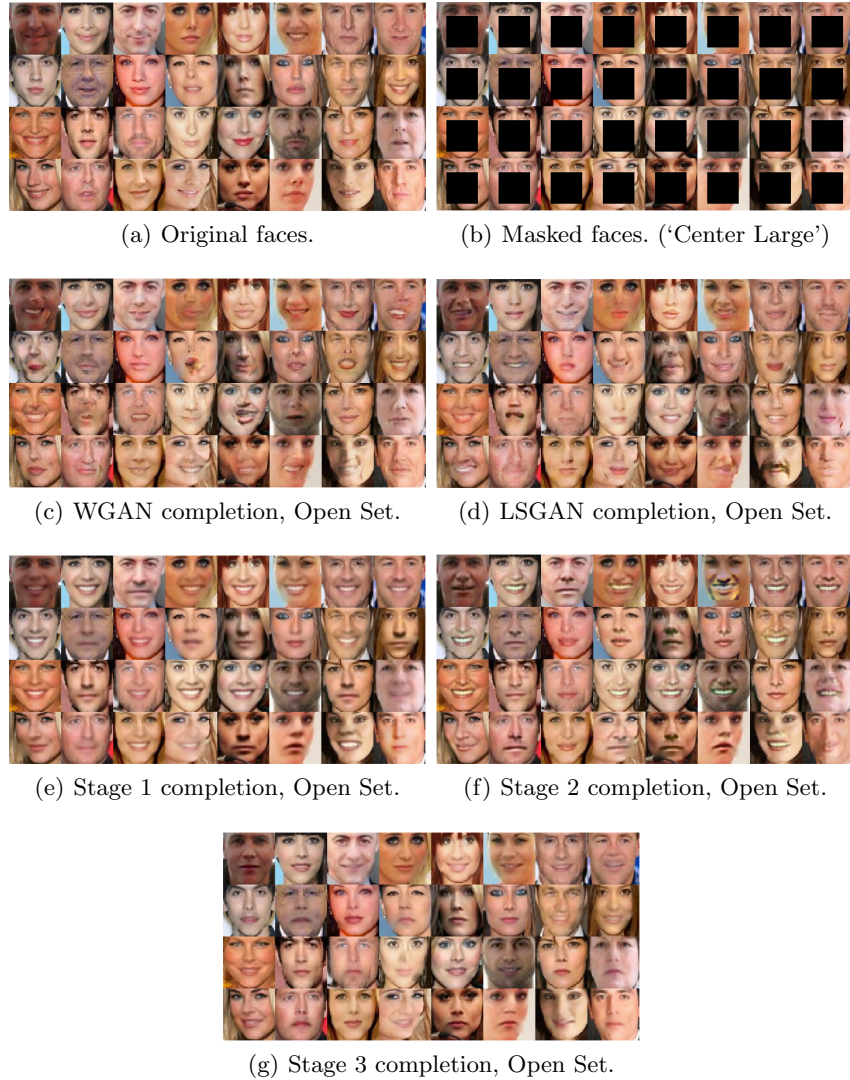 (a) Original faces.
(b) Masked faces. (‘Center Large’)
(c) WGAN completion, Open Set.
(d) LSGAN completion, Open Set.
(e) Stage 1 completion, Open Set.
(f) Stage 2 completion, Open Set.
(g) Stage 3 completion, Open Set.